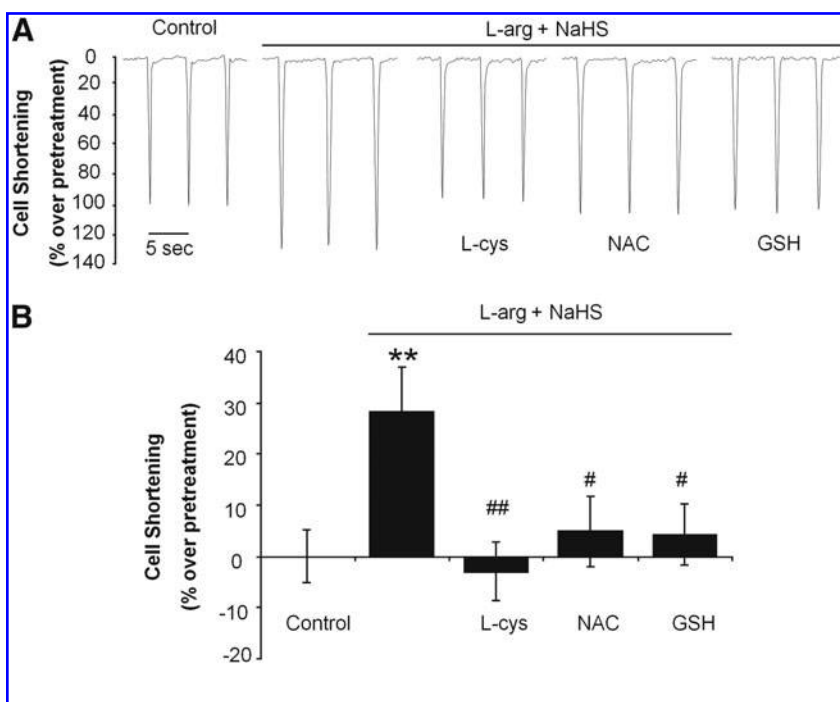 A
Control
L-arg + NaHS
Cell Shortening
(% over pretreatment)
0
20
40
60
80
100
120
140
5 sec
L-cys
NAC
GSH
B
L-arg + NaHS
Cell Shortening
(% over pretreatment)
40
30
20
10
0
-10
-20
**
##
#
#
Control
L-cys
NAC
GSH